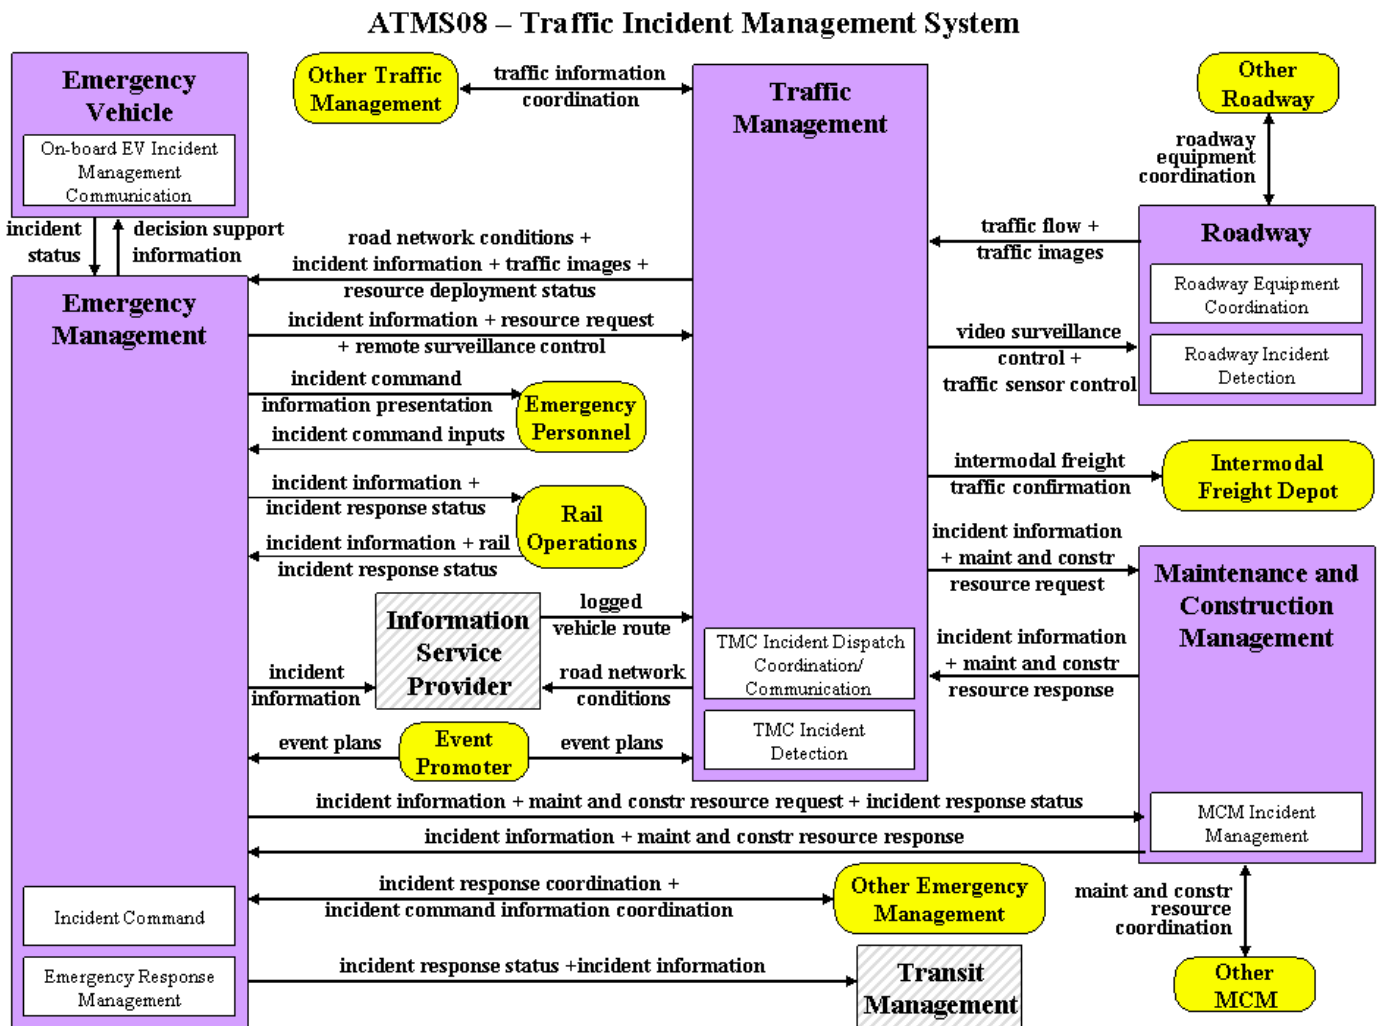 ATMS08 – Traffic Incident Management System
Emergency
Vehicle
On-board EV Incident
Management
Communication
incident
status
decision support
information
Emergency
Management
Incident Command
Emergency Response
Management
Other Traffic
Management
traffic information
coordination
road network conditions +
incident information + traffic images +
resource deployment status
incident information + resource request
+ remote surveillance control
incident command
information presentation
incident command inputs
Emergency
Personnel
incident information +
incident response status
incident information + rail
incident response status
Rail
Operations
Information
Service
Provider
logged
vehicle route
incident
information
road network
conditions
event plans
Event
Promoter
event plans
Traffic
Management
TMC Incident Dispatch
Coordination/
Communication
TMC Incident
Detection
Other
Roadway
roadway
equipment
coordination
traffic flow +
traffic images
Roadway
Roadway Equipment
Coordination
Roadway Incident
Detection
video surveillance
control +
traffic sensor control
intermodal freight
traffic confirmation
Intermodal
Freight Depot
incident information
+ maint and constr
resource request
incident information
+ maint and constr
resource response
Maintenance and
Construction
Management
MCM Incident
Management
incident information + maint and constr resource request + incident response status
incident information + maint and constr resource response
incident response coordination +
incident command information coordination
Other Emergency
Management
incident response status +incident information
Transit
Management
maint and constr
resource
coordination
Other
MCM